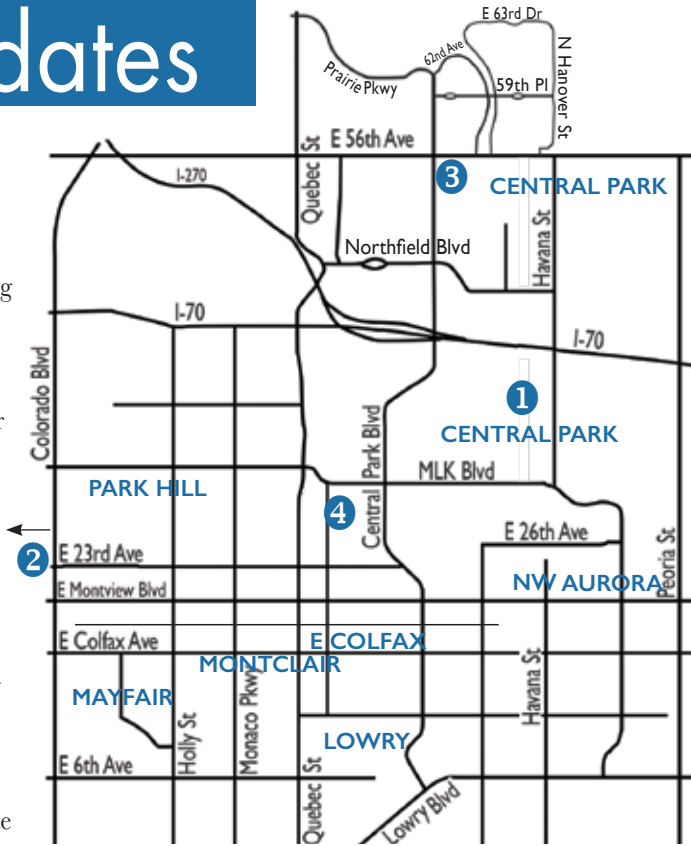 dates
E 63rd Dr
62nd Ave
N Hanover St
Prairie Pkwy
59th Pl
E 56th Ave
Quebec St
I-270
3
CENTRAL PARK
Havana St
Northfield Blvd
g
I-70
I-70
Colorado Blvd
1
r
CENTRAL PARK
Central Park Blvd
MLK Blvd
PARK HILL
4
E 26th Ave
Peoria St
2
E 23rd Ave
E Montview Blvd
NW AURORA
E Colfax Ave
E COLFAX
MONTCLAIR
Havana St
MAYFAIR
Holly St
Monaco Pkwy
LOWRY
E 6th Ave
Quebec St
Lowry Blvd
te